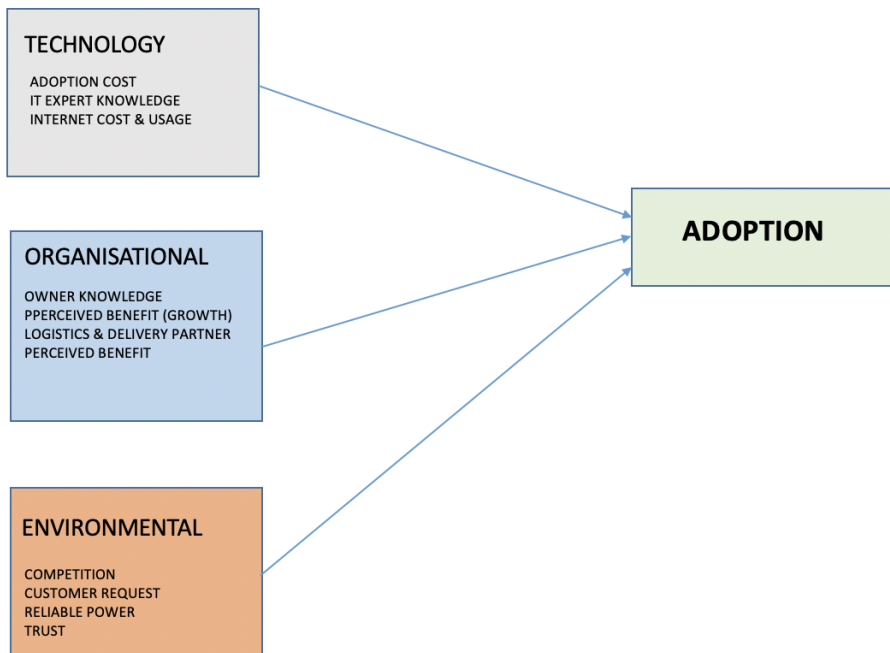 TECHNOLOGY
ADOPTION COST
IT EXPERT KNOWLEDGE
INTERNET COST & USAGE
ORGANISATIONAL
OWNER KNOWLEDGE
PPERCEIVED BENEFIT (GROWTH)
LOGISTICS & DELIVERY PARTNER
PERCEIVED BENEFIT
ENVIRONMENTAL
COMPETITION
CUSTOMER REQUEST
RELIABLE POWER
TRUST
ADOPTION